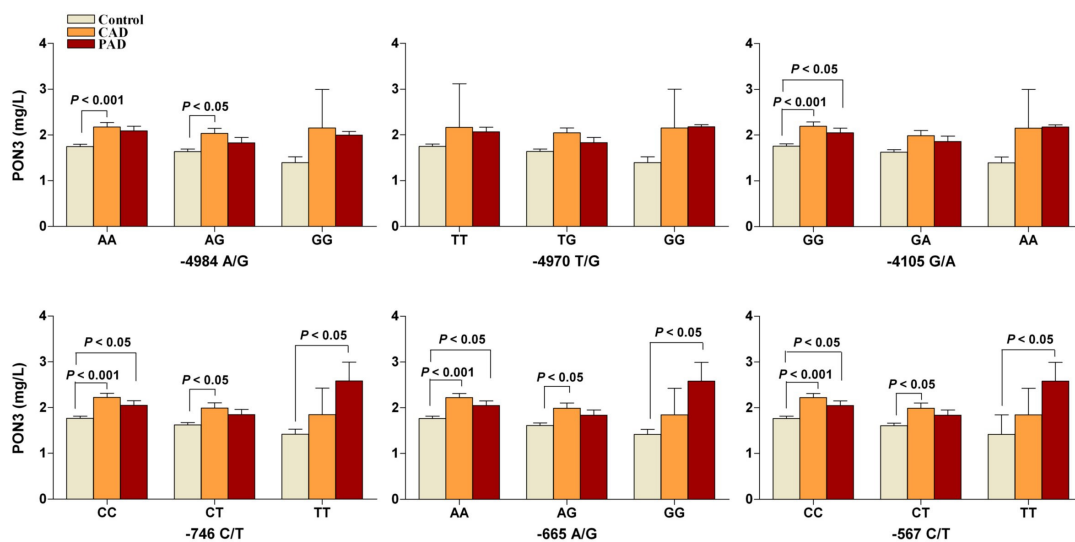 Control
CAD
PAD
PON3 (mg/L)
4
3
2
1
0
P < 0.001
P < 0.05
AA
AG
GG
-4984 A/G
4
3
2
1
0
TT
TG
GG
-4970 T/G
4
3
2
1
0
P < 0.05
P < 0.001
GG
GA
AA
-4105 G/A
PON3 (mg/L)
4
3
2
1
0
P < 0.05
P < 0.001
P < 0.05
P < 0.05
CC
CT
TT
-746 C/T
4
3
2
1
0
P < 0.05
P < 0.001
P < 0.05
P < 0.05
AA
AG
GG
-665 A/G
4
3
2
1
0
P < 0.05
P < 0.001
P < 0.05
P < 0.05
CC
CT
TT
-567 C/T